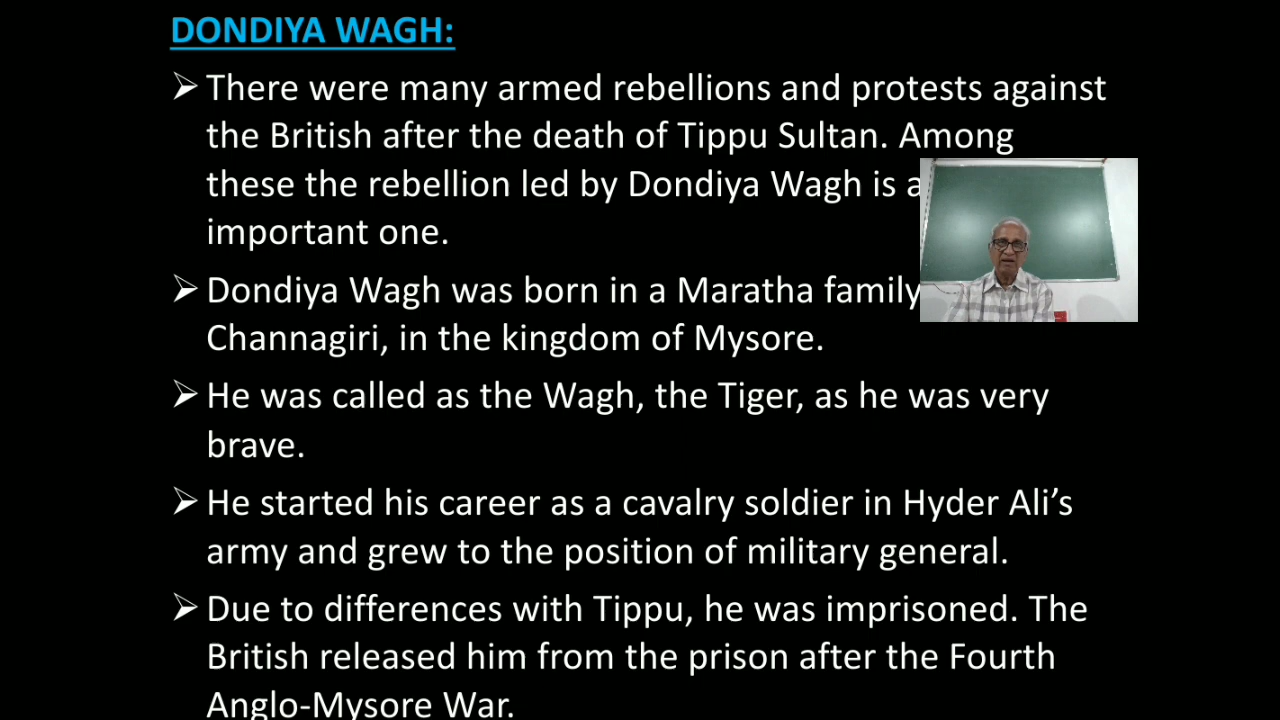 DONDIYA WAGH:
➢ There were many armed rebellions and protests against
the British after the death of Tippu Sultan. Among
these the rebellion led by Dondiya Wagh is
important one.
➢ Dondiya Wagh was born in a Maratha family
Channagiri, in the kingdom of Mysore.
➢ He was called as the Wagh, the Tiger, as he was very
brave.
➢ He started his career as a cavalry soldier in Hyder Ali’s
army and grew to the position of military general.
➢ Due to differences with Tippu, he was imprisoned. The
British released him from the prison after the Fourth
Anglo-Mysore War.